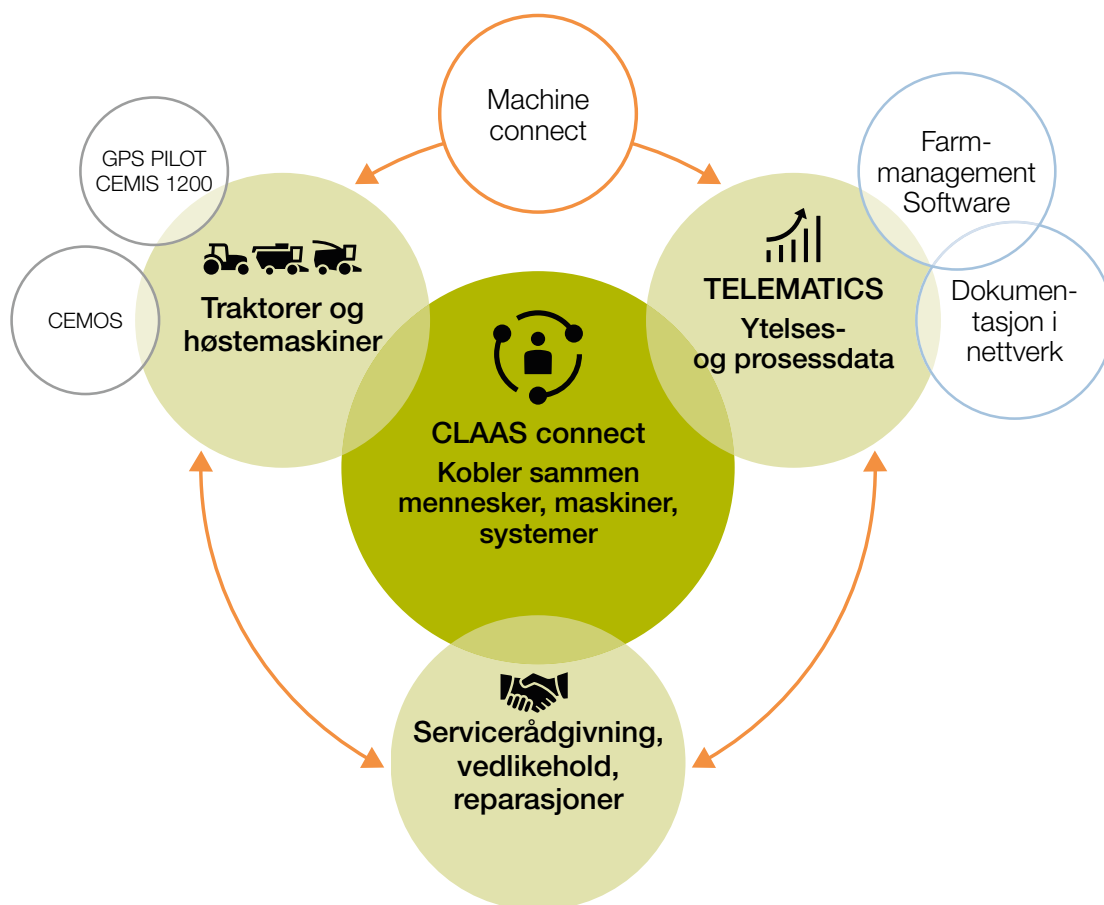 Machine
connect
GPS PILOT
CEMIS 1200
Farm-
management
Software
CEMOS
Traktorer og
høstemaskiner
TELEMATICS
Ytelses-
og prosessdata
Dokumen-
tasjon i
nettverk
CLAAS connect
Kobler sammen
mennesker, maskiner,
systemer
Servicerådgivning,
vedlikehold,
reparasjoner